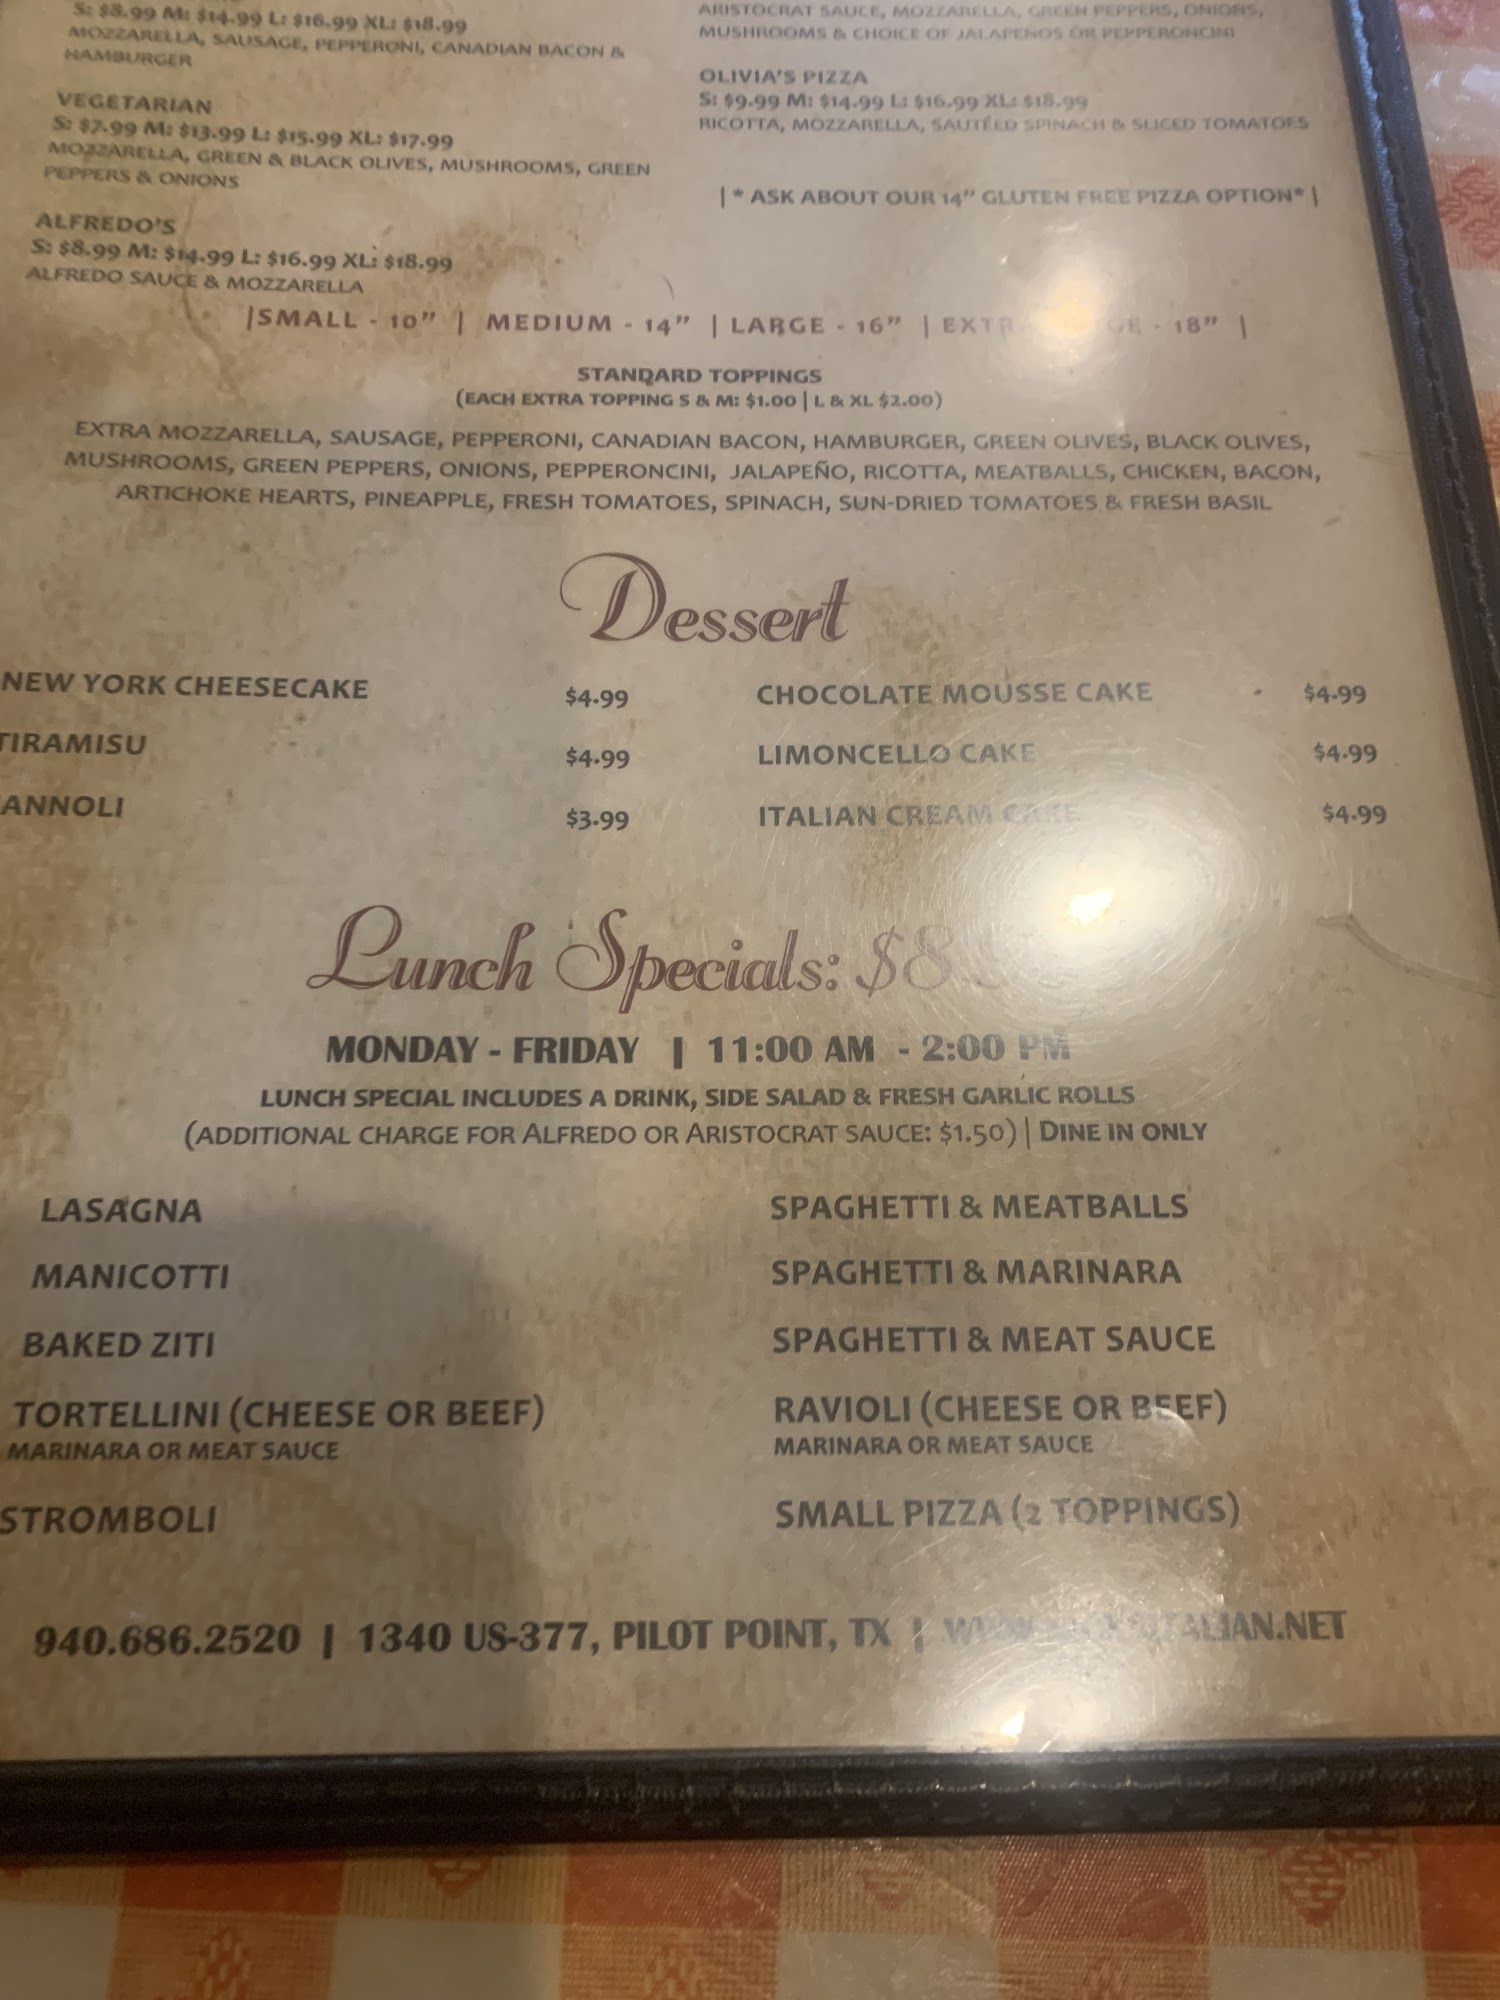 S: $8.99 M: $14.99 L: $16.99 XL: $18.99
MOZZARELLA, SAUSAGE, PEPPERONI, CANADIAN BACON &
HAMBURGER
VEGETARIAN
S: $7.99 M: $13.99 L: $15.99 XL: $17.99
MOZZARELLA, GREEN & BLACK OLIVES, MUSHROOMS, GREEN
PEPPERS & ONIONS
ALFREDO'S
S: $8.99 M: $14.99 L: $16.99 XL: $18.99
ALFREDO SAUCE & MOZZARELLA
ARISTOCRAT SAUCE, MOZZARELLA, GREEN PEPPERS, ONIONS,
MUSHROOMS & CHOICE OF JALAPENOS OR PEPPERONCINI
OLIVIA'S PIZZA
S: $9.99 M: $14.99 L: $16.99 XL: $18.99
RICOTTA, MOZZARELLA, SAUTÉED SPINACH & SLICED TOMATOES
| * ASK ABOUT OUR 14" GLUTEN FREE PIZZA OPTION* |
|SMALL - 10" | MEDIUM - 14" | LARGE - 16" | - 18" |
STANDARD TOPPINGS
(EACH EXTRA TOPPING S & M: $1.00 | L & XL $2.00)
EXTRA MOZZARELLA, SAUSAGE, PEPPERONI, CANADIAN BACON, HAMBURGER, GREEN OLIVES, BLACK OLIVES,
MUSHROOMS, GREEN PEPPERS, ONIONS, PEPPERONCINI, JALAPEÑO, RICOTTA, MEATBALLS, CHICKEN, BACON,
ARTICHOKE HEARTS, PINEAPPLE, FRESH TOMATOES, SPINACH, SUN-DRIED TOMATOES & FRESH BASIL
Dessert
NEW YORK CHEESECAKE $4.99
TIRAMISU $4.99
ANNOLI $3.99
CHOCOLATE MOUSSE CAKE $4.99
LIMONCELLO CAKE $4.99
ITALIAN CREAM CAKE $4.99
Lunch Specials:
MONDAY - FRIDAY | 11:00 AM - 2:00 PM
LUNCH SPECIAL INCLUDES A DRINK, SIDE SALAD & FRESH GARLIC ROLLS
(ADDITIONAL CHARGE FOR ALFREDO OR ARISTOCRAT SAUCE: $1.50) | DINE IN ONLY
LASAGNA
MANICOTTI
BAKED ZITI
TORTELLINI (CHEESE OR BEEF)
MARINARA OR MEAT SAUCE
STROMBOLI
SPAGHETTI & MEATBALLS
SPAGHETTI & MARINARA
SPAGHETTI & MEAT SAUCE
RAVIOLI (CHEESE OR BEEF)
MARINARA OR MEAT SAUCE
SMALL PIZZA (2 TOPPINGS)
940.686.2520 | 1340 US-377, PILOT POINT, TX |